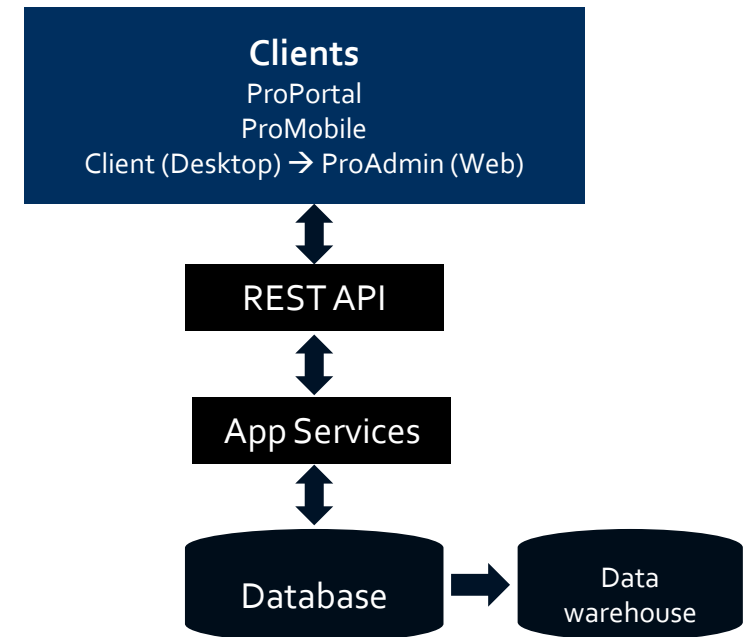 Clients
ProPortal
ProMobile
Client (Desktop) → ProAdmin (Web)
REST API
App Services
Database
Data
warehouse